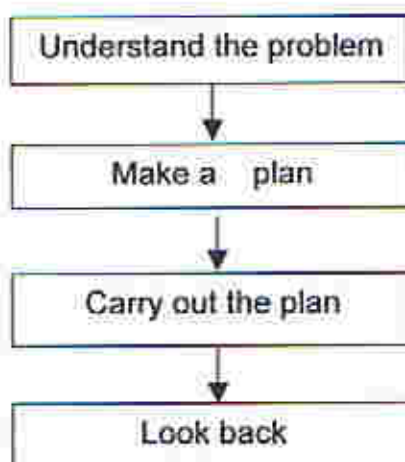 Understand the problem
Make a plan
Carry out the plan
Look back